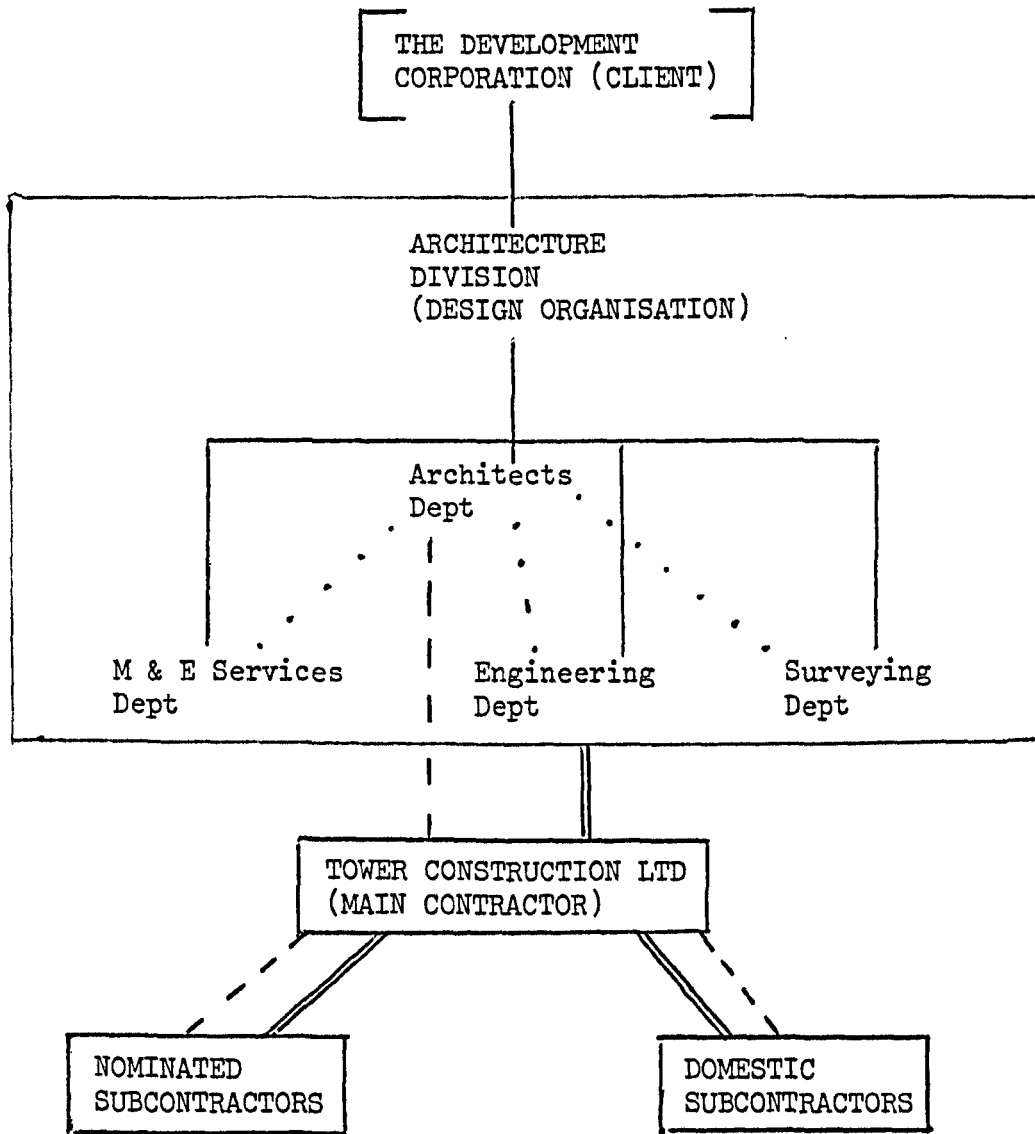 THE DEVELOPMENT
CORPORATION (CLIENT)
ARCHITECTURE
DIVISION
(DESIGN ORGANISATION)
Architects
Dept
M & E Services
Dept
Engineering
Dept
Surveying
Dept
TOWER CONSTRUCTION LTD
(MAIN CONTRACTOR)
NOMINATED
SUBCONTRACTORS
DOMESTIC
SUBCONTRACTORS